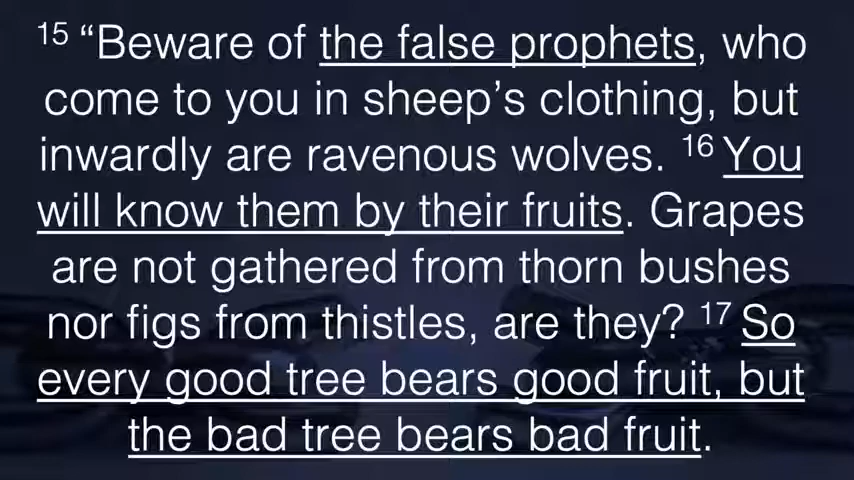 15 “Beware of the false prophets, who
come to you in sheep’s clothing, but
inwardly are ravenous wolves. 16 You
will know them by their fruits. Grapes
are not gathered from thorn bushes
nor figs from thistles, are they? 17 So
every good tree bears good fruit, but
the bad tree bears bad fruit.